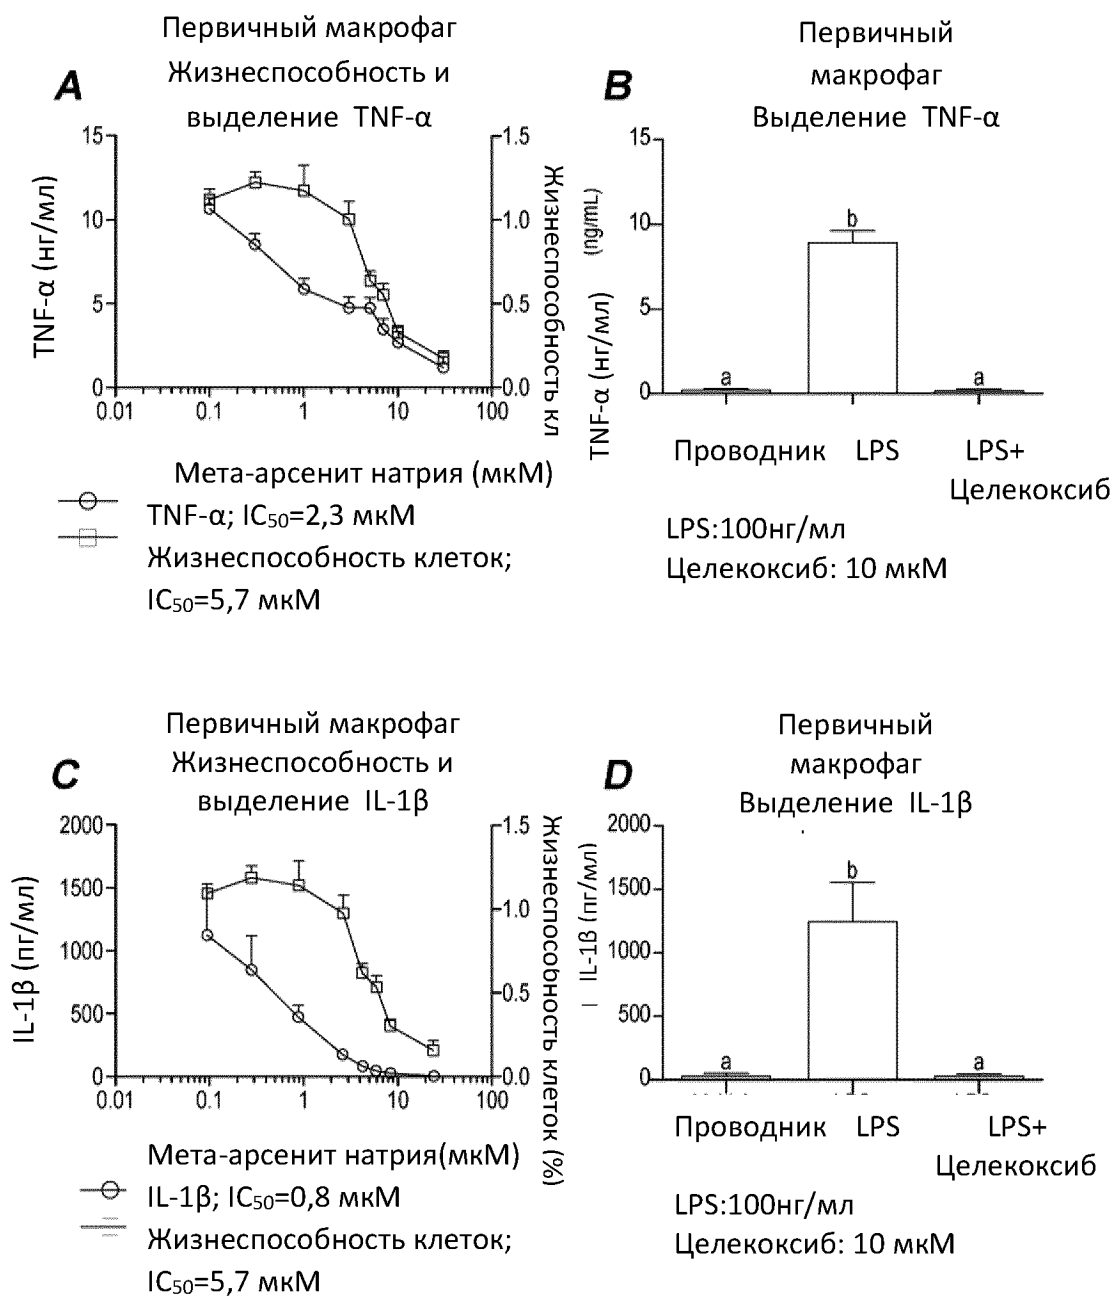 Первичный макрофаг
Жизнеспособность и
выделение TNF-α
A
15
10
5
0
TNF-α (нг/мл)
1.5
1.0
0.5
0.0
Жизнеспособность кл
0.01
0.1
1
10
100
Мета-арсенит натрия (мкМ)
TNF-α; IC50=2,3 мкМ
Жизнеспособность клеток;
IC50=5,7 мкМ
Первичный
макрофаг
Выделение TNF-α
B
15
10
5
0
(ng/mL)
TNF-α (нг/мл)
a
b
a
Проводник
LPS
LPS+
Целекоксиб
LPS:100нг/мл
Целекоксиб: 10 мкМ
Первичный макрофаг
Жизнеспособность и
выделение IL-1β
C
2000
1500
1000
500
0
IL-1β (пг/мл)
1.5
1.0
0.5
0.0
Жизнеспособность клеток (%)
0.01
0.1
1
10
100
Мета-арсенит натрия(мкМ)
IL-1β; IC50=0,8 мкМ
Жизнеспособность клеток;
IC50=5,7 мкМ
Первичный
макрофаг
Выделение IL-1β
D
2000
1500
1000
500
0
IL-1β (пг/мл)
a
b
a
Проводник
LPS
LPS+
Целекоксиб
LPS:100нг/мл
Целекоксиб: 10 мкМ